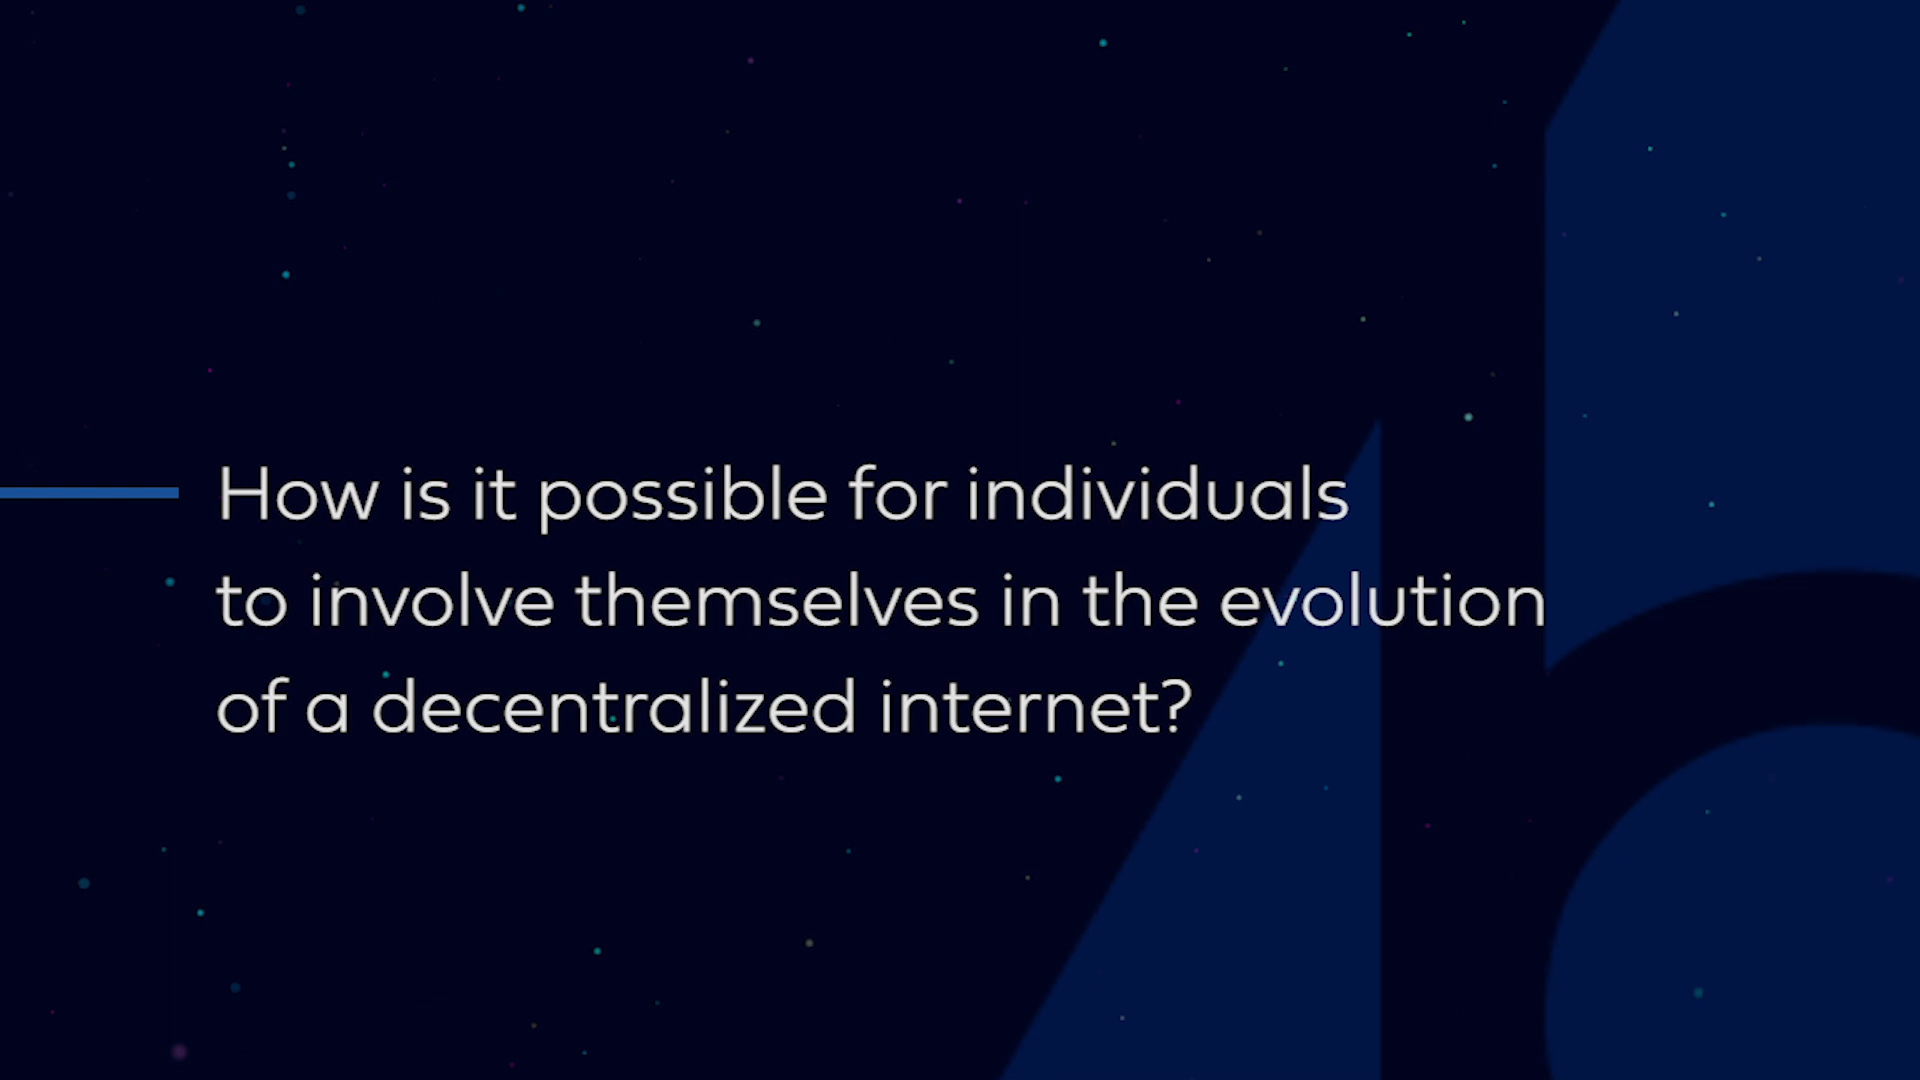 How is it possible for individuals
to involve themselves in the evolution
of a decentralized internet?